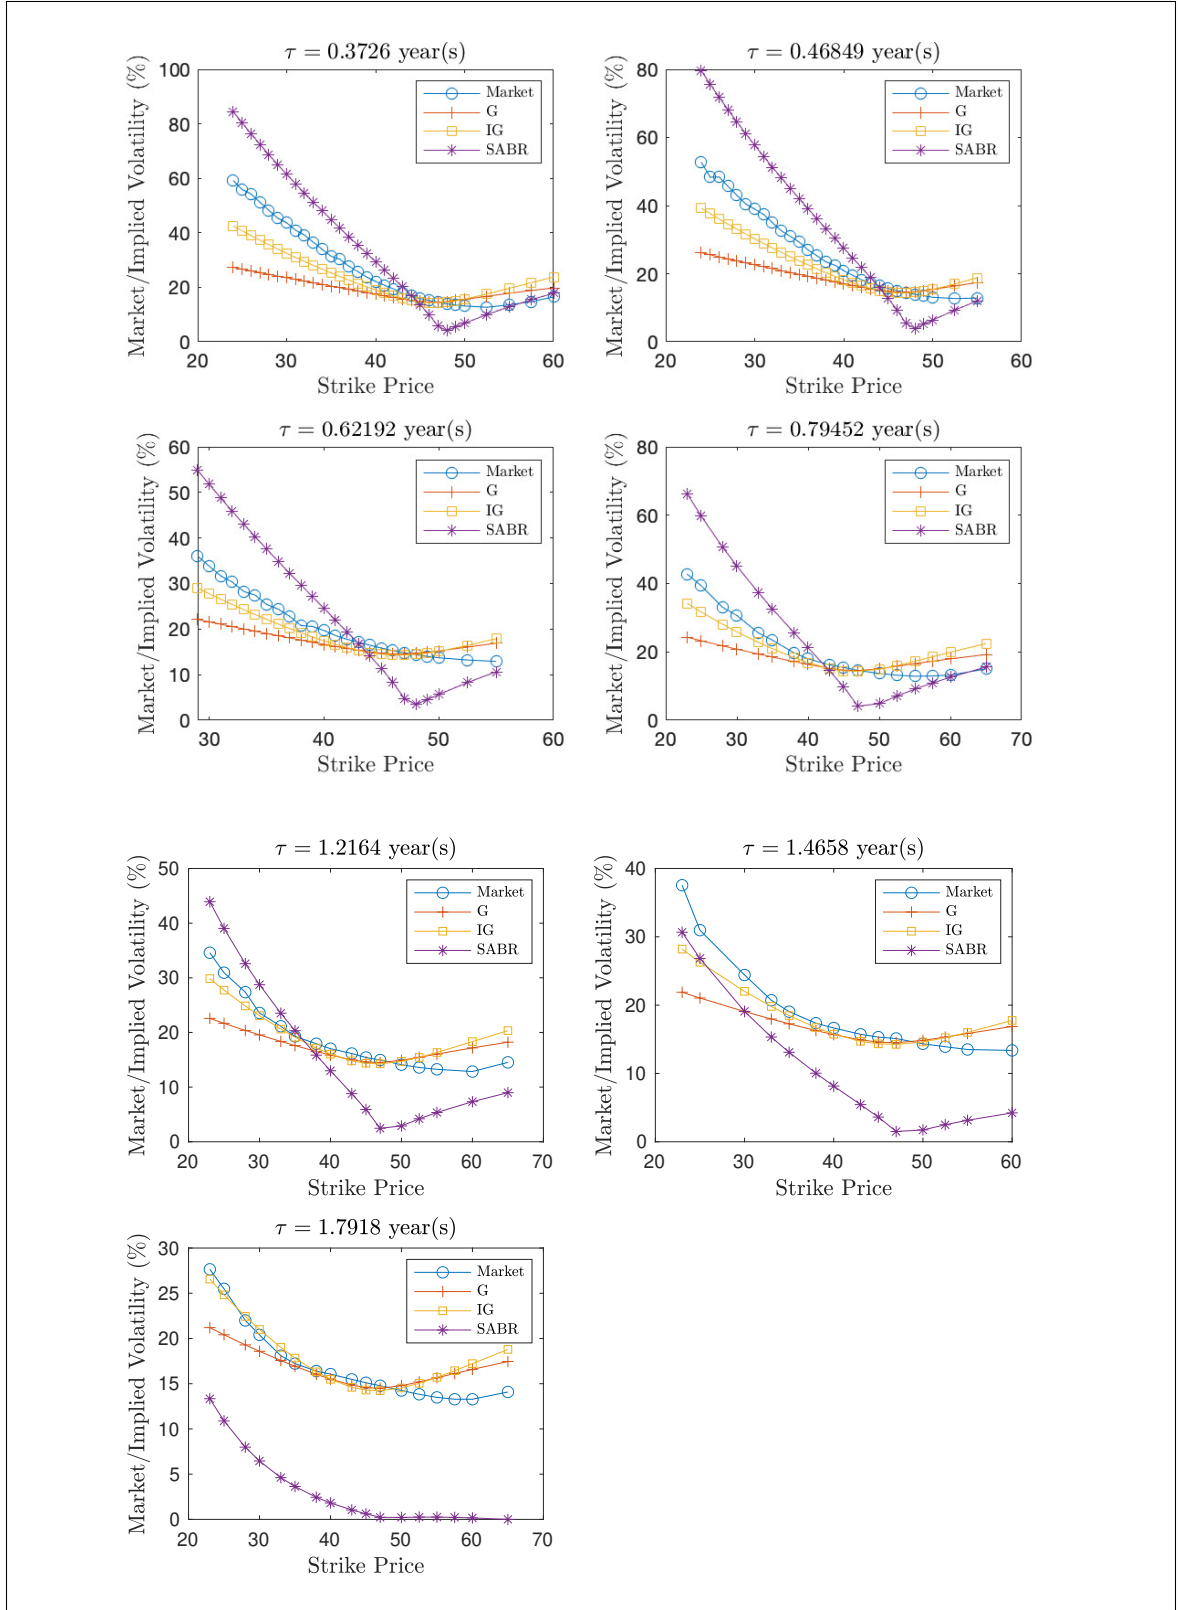 τ = 0.3726 year(s)
Market/Implied Volatility (%)
100
80
60
40
20
0
20 30 40 50 60
Strike Price
Market
G
IG
SABR
τ = 0.46849 year(s)
Market/Implied Volatility (%)
80
60
40
20
0
20 30 40 50 60
Strike Price
Market
G
IG
SABR
τ = 0.62192 year(s)
Market/Implied Volatility (%)
60
50
40
30
20
10
0
30 40 50 60
Strike Price
Market
G
IG
SABR
τ = 0.79452 year(s)
Market/Implied Volatility (%)
80
60
40
20
0
20 30 40 50 60 70
Strike Price
Market
G
IG
SABR
τ = 1.2164 year(s)
Market/Implied Volatility (%)
50
40
30
20
10
0
20 30 40 50 60 70
Strike Price
Market
G
IG
SABR
τ = 1.4658 year(s)
Market/Implied Volatility (%)
40
30
20
10
0
20 30 40 50 60
Strike Price
Market
G
IG
SABR
τ = 1.7918 year(s)
Market/Implied Volatility (%)
30
25
20
15
10
5
0
20 30 40 50 60 70
Strike Price
Market
G
IG
SABR